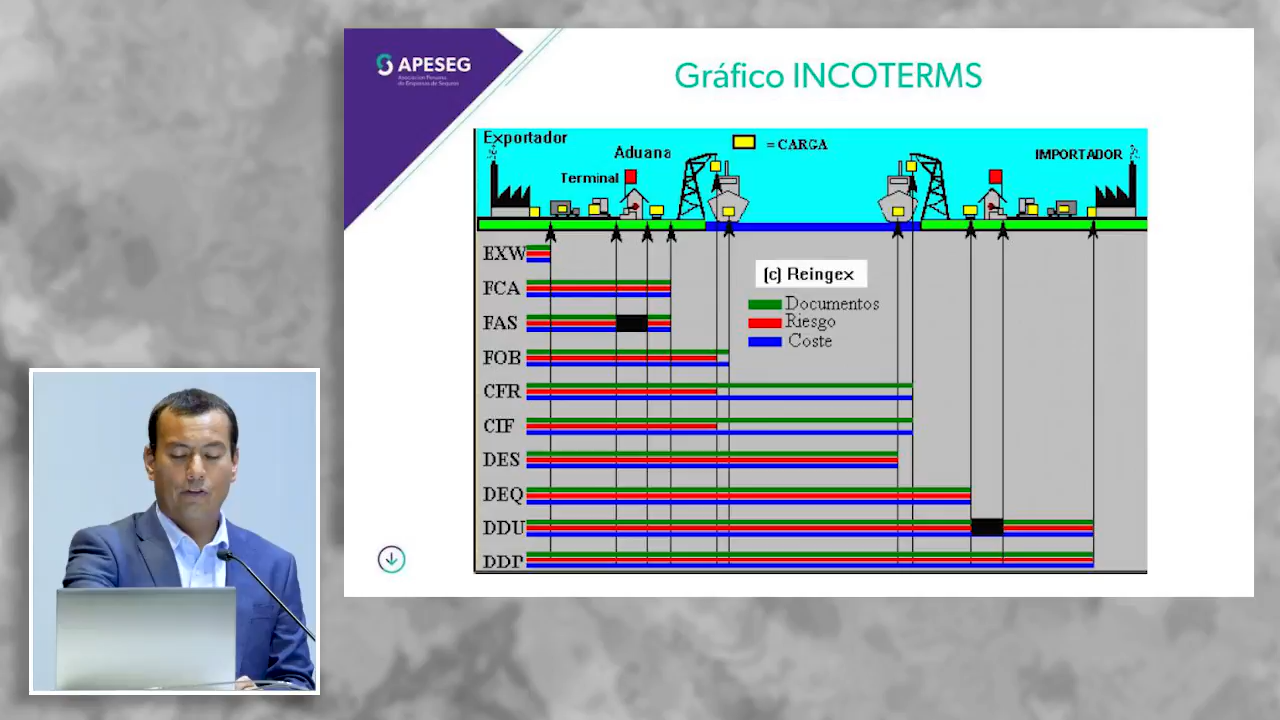 APESEG
Asociación Peruana
de Empresas de Seguros
Gráfico INCOTERMS
Exportador
= CARGA
Aduana
IMPORTADOR
Terminal
EXW
(c) Reingex
FCA
Documentos
Riesgo
FAS
Coste
FOB
CFR
CIF
DES
DEQ
DDU
DDP